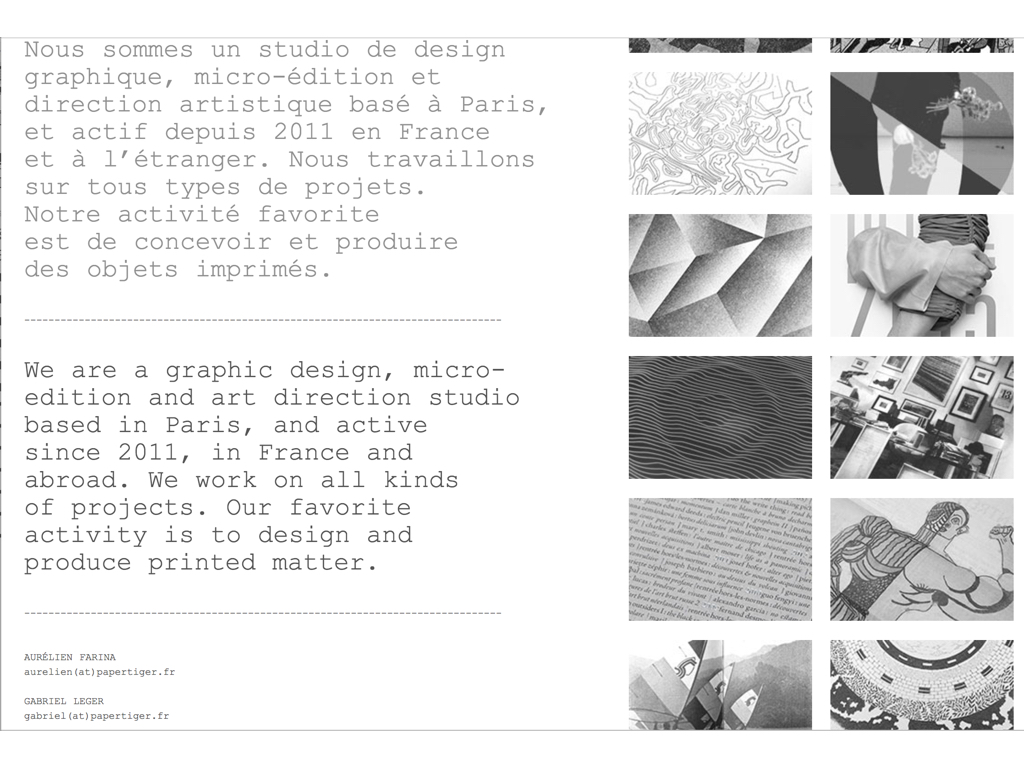 Nous sommes un studio de design
graphique, micro-édition et
direction artistique basé à Paris,
et actif depuis 2011 en France
et à l’étranger. Nous travaillons
sur tous types de projets.
Notre activité favorite
est de concevoir et produire
des objets imprimés.
We are a graphic design, micro-
edition and art direction studio
based in Paris, and active
since 2011, in France and
abroad. We work on all kinds
of projects. Our favorite
activity is to design and
produce printed matter.
AURÉLIEN FARINA
aurelien(at)papertiger.fr
GABRIEL LEGER
gabriel(at)papertiger.fr